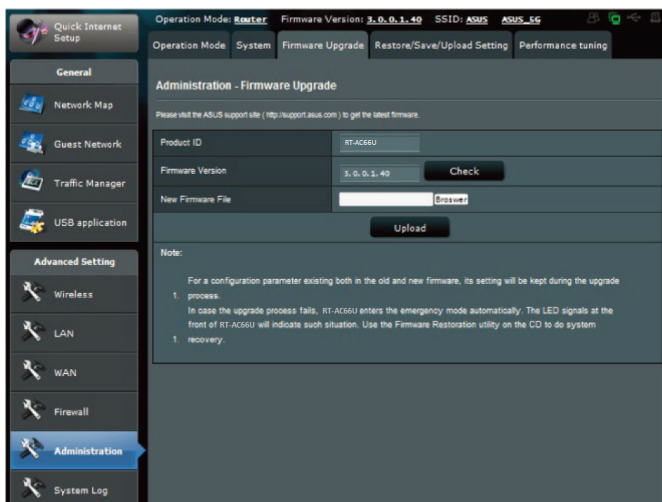 Quick Internet
Setup
Operation Mode: Router Firmware Version: 3.0.0.1.40 SSID: ASUS ASUS_5G
Operation Mode System Firmware Upgrade Restore/Save/Upload Setting Performance tuning
General
Network Map
Guest Network
Traffic Manager
USB application
Advanced Setting
Wireless
LAN
WAN
Firewall
Administration
System Log
Administration - Firmware Upgrade
Please visit the ASUS support site ( http://support.asus.com ) to get the latest firmware.
Product ID RT-AC66U
Firmware Version 3.0.0.1.40 Check
New Firmware File Broswer
Upload
Note:
For a configuration parameter existing both in the old and new firmware, its setting will be kept during the upgrade
1. process.
In case the upgrade process fails, RT-AC66U enters the emergency mode automatically. The LED signals at the
front of RT-AC66U will indicate such situation. Use the Firmware Restoration utility on the CD to do system
1. recovery.